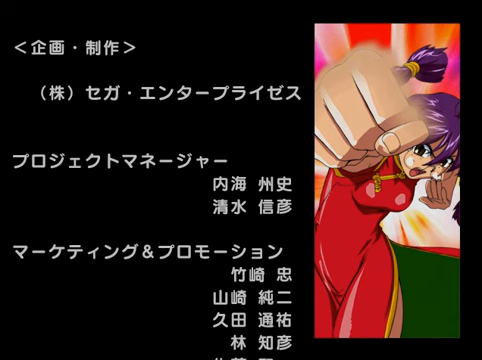 ＜企画・制作＞
（株）セガ・エンタープライゼス
プロジェクトマネージャー
内海 州史
清水 信彦
マーケティング＆プロモーション
竹崎 忠
山崎 純二
久田 通祐
林 知彦